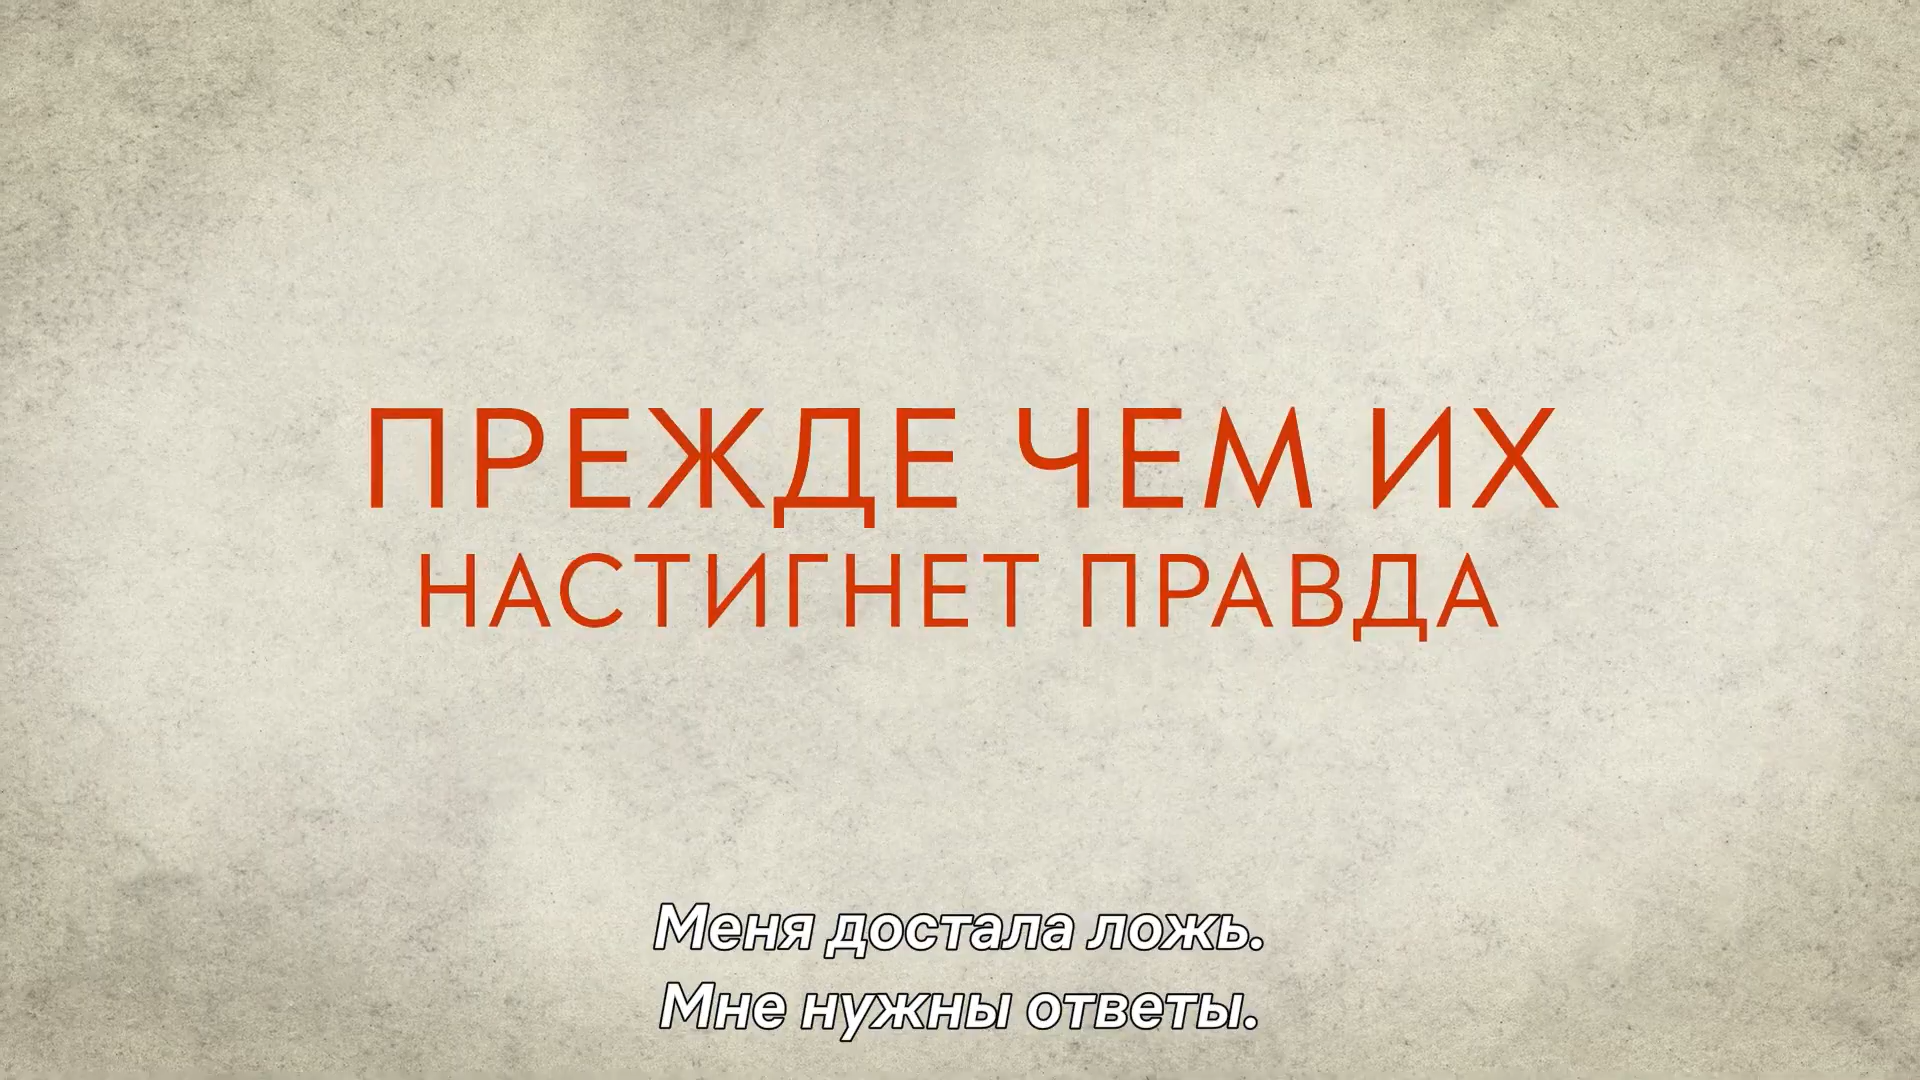 ПРЕЖДЕ ЧЕМ ИХ
НАСТИГНЕТ ПРАВДА
Меня достала ложь.
Мне нужны ответы.